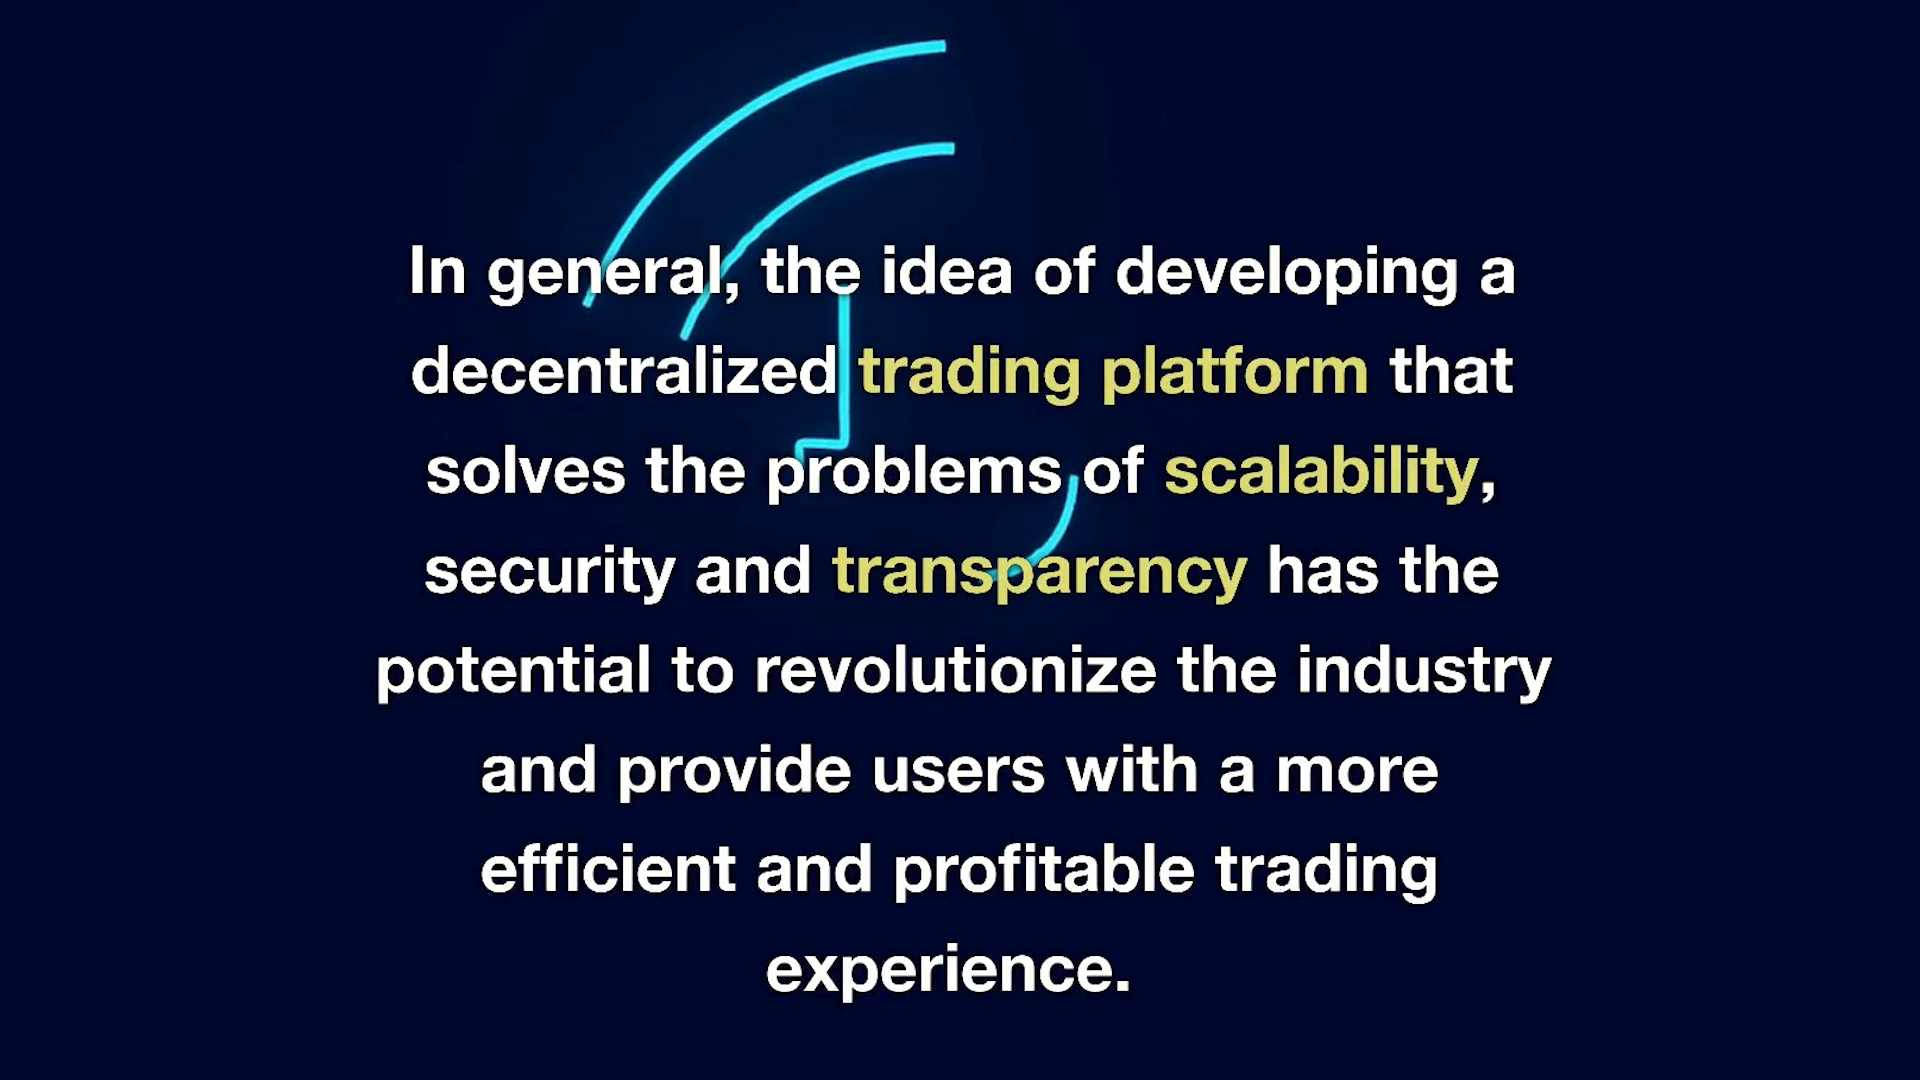 In general, the idea of developing a
decentralized trading platform that
solves the problems of scalability,
security and transparency has the
potential to revolutionize the industry
and provide users with a more
efficient and profitable trading
experience.